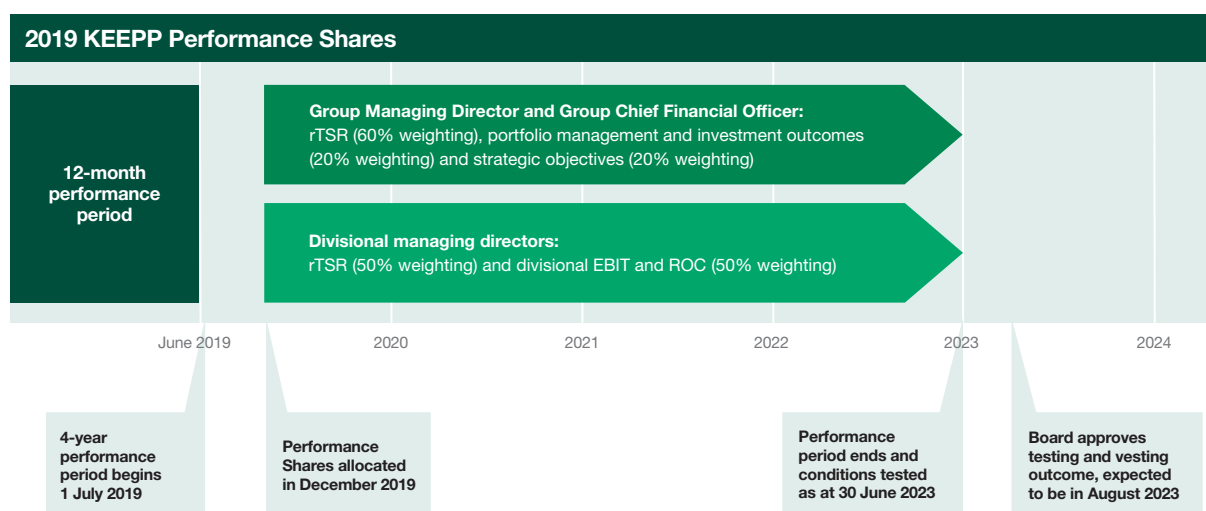 2019 KEEPP Performance Shares
12-month
performance
period
Group Managing Director and Group Chief Financial Officer:
rTSR (60% weighting), portfolio management and investment outcomes
(20% weighting) and strategic objectives (20% weighting)
Divisional managing directors:
rTSR (50% weighting) and divisional EBIT and ROC (50% weighting)
June 2019
2020
2021
2022
2023
2024
4-year
performance
period begins
1 July 2019
Performance
Shares allocated
in December 2019
Performance
period ends and
conditions tested
as at 30 June 2023
Board approves
testing and vesting
outcome, expected
to be in August 2023